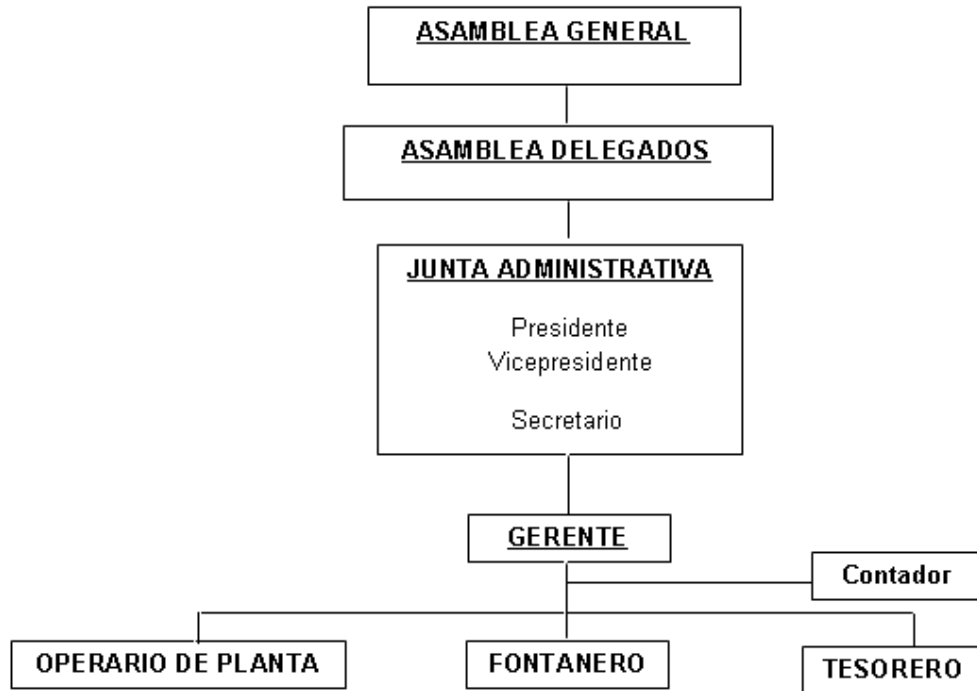 ASAMBLEA GENERAL
ASAMBLEA DELEGADOS
JUNTA ADMINISTRATIVA
Presidente
Vicepresidente
Secretario
GERENTE
Contador
OPERARIO DE PLANTA
FONTANERO
TESORERO